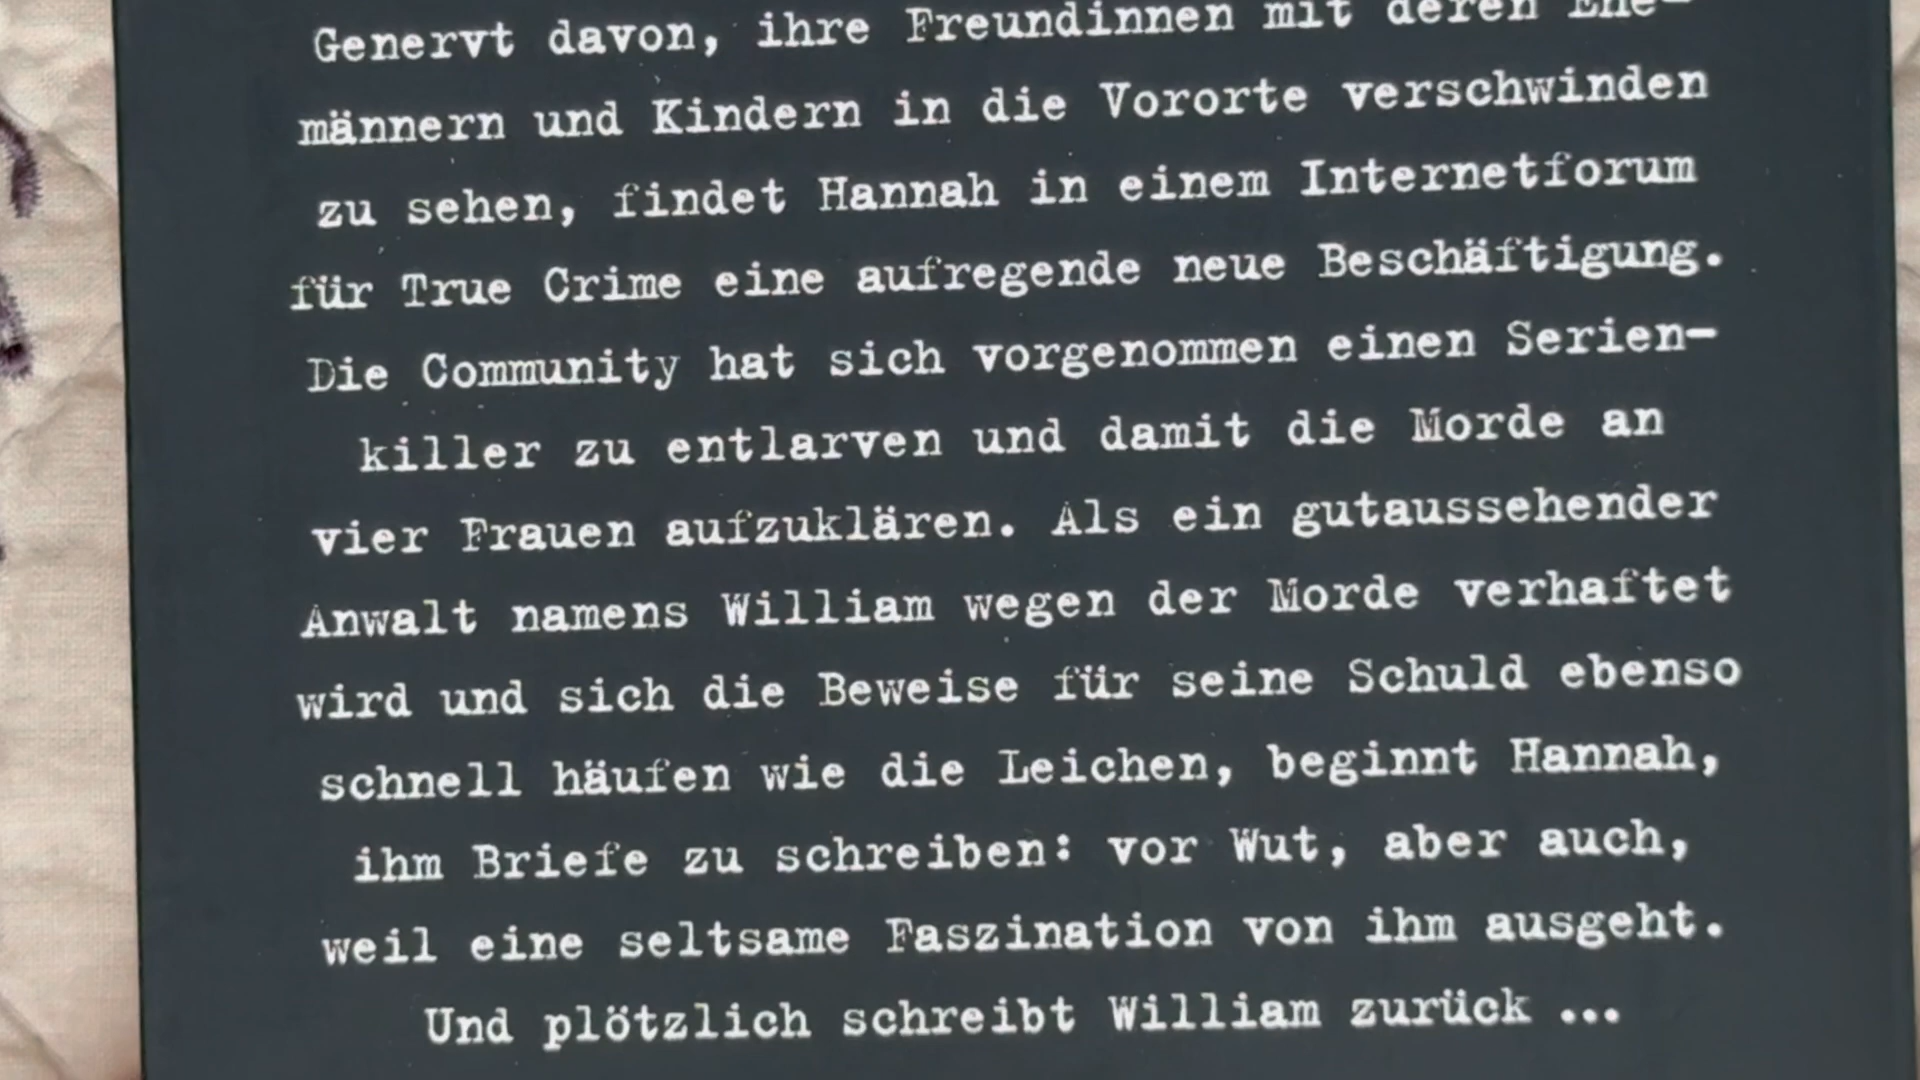 Genervt davon, ihre Freundinnen mit deren Ehe-
männern und Kindern in die Vororte verschwinden
zu sehen, findet Hannah in einem Internetforum
für True Crime eine aufregende neue Beschäftigung.
Die Community hat sich vorgenommen einen Serien-
killer zu entlarven und damit die Morde an
vier Frauen aufzuklären. Als ein gutaussehender
Anwalt namens William wegen der Morde verhaftet
wird und sich die Beweise für seine Schuld ebenso
schnell häufen wie die Leichen, beginnt Hannah,
ihm Briefe zu schreiben: vor Wut, aber auch,
weil eine seltsame Faszination von ihm ausgeht.
Und plötzlich schreibt William zurück ...